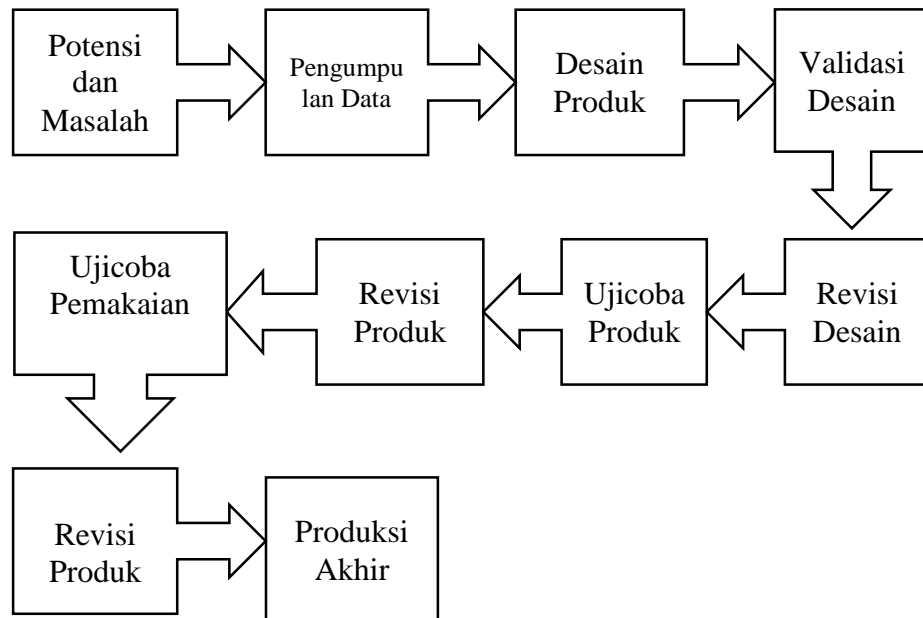 Potensi
dan
Masalah
Pengumpu
lan Data
Desain
Produk
Validasi
Desain
Ujicoba
Pemakaian
Revisi
Produk
Ujicoba
Produk
Revisi
Desain
Revisi
Produk
Produksi
Akhir